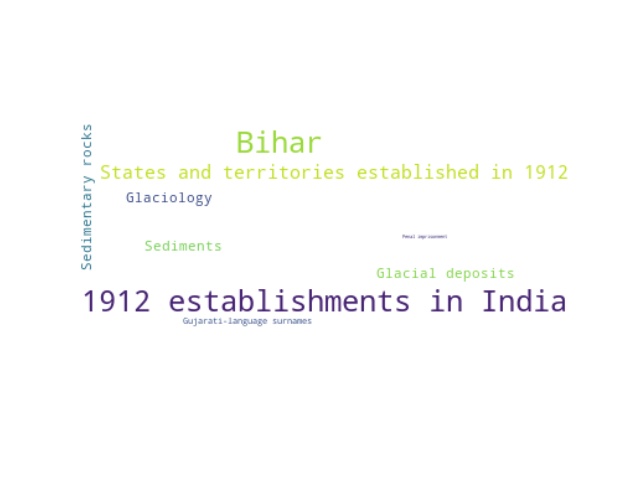 Sedimentary rocks
Bihar
States and territories established in 1912
Glaciology
Penal imprisonment
Sediments
Glacial deposits
1912 establishments in India
Gujarati-language surnames